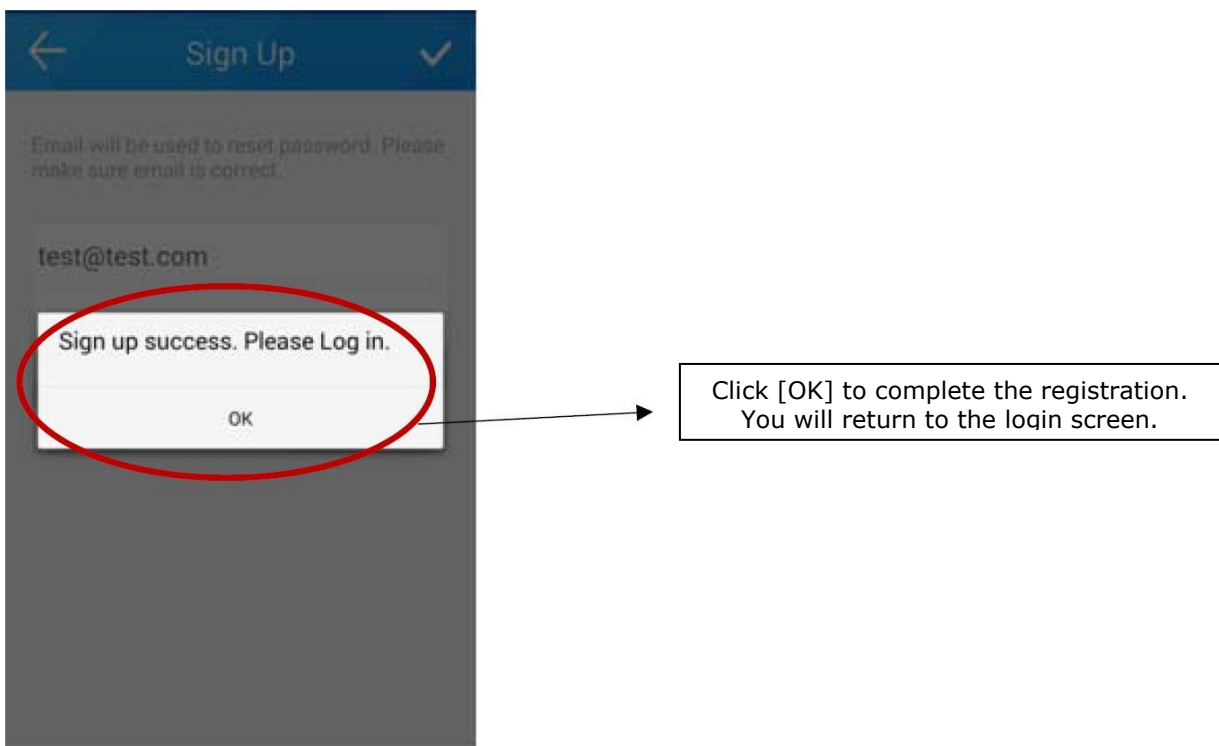 Sign Up
Email will be used to reset password. Please
make sure email is correct.
test@test.com
Sign up success. Please Log in.
OK
Click [OK] to complete the registration.
You will return to the login screen.